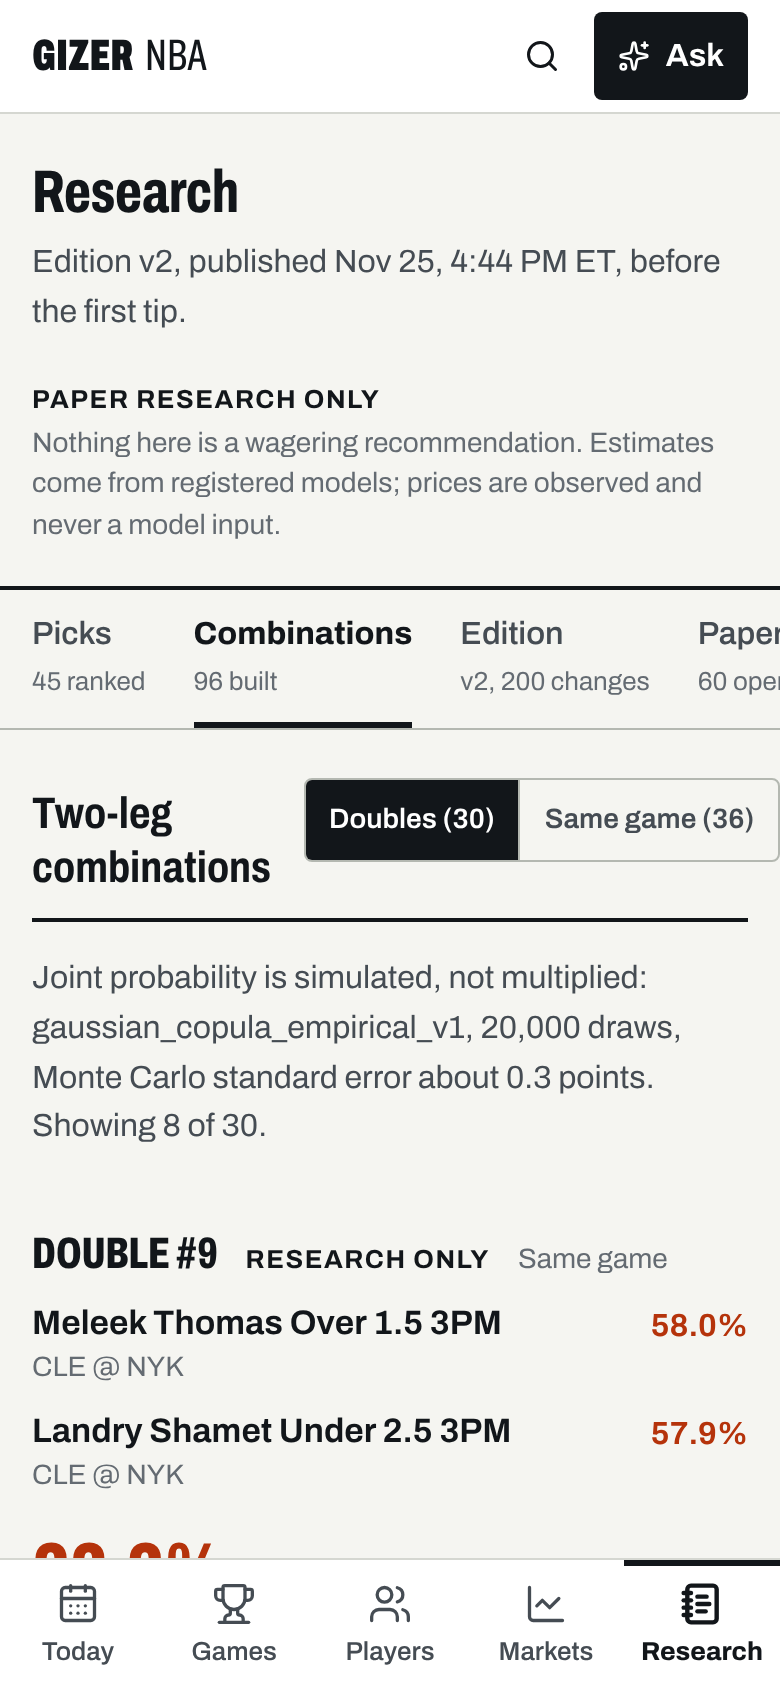 GIZER NBA
Ask
Research
Edition v2, published Nov 25, 4:44 PM ET, before
the first tip.
PAPER RESEARCH ONLY
Nothing here is a wagering recommendation. Estimates
come from registered models; prices are observed and
never a model input.
Picks Combinations Edition Paper
45 ranked 96 built v2, 200 changes 60 open
Two-leg
combinations
Doubles (30) Same game (36)
Joint probability is simulated, not multiplied:
gaussian_copula_empirical_v1, 20,000 draws,
Monte Carlo standard error about 0.3 points.
Showing 8 of 30.
DOUBLE #9 RESEARCH ONLY Same game
Meleek Thomas Over 1.5 3PM 58.0%
CLE @ NYK
Landry Shamet Under 2.5 3PM 57.9%
CLE @ NYK
Today Games Players Markets Research